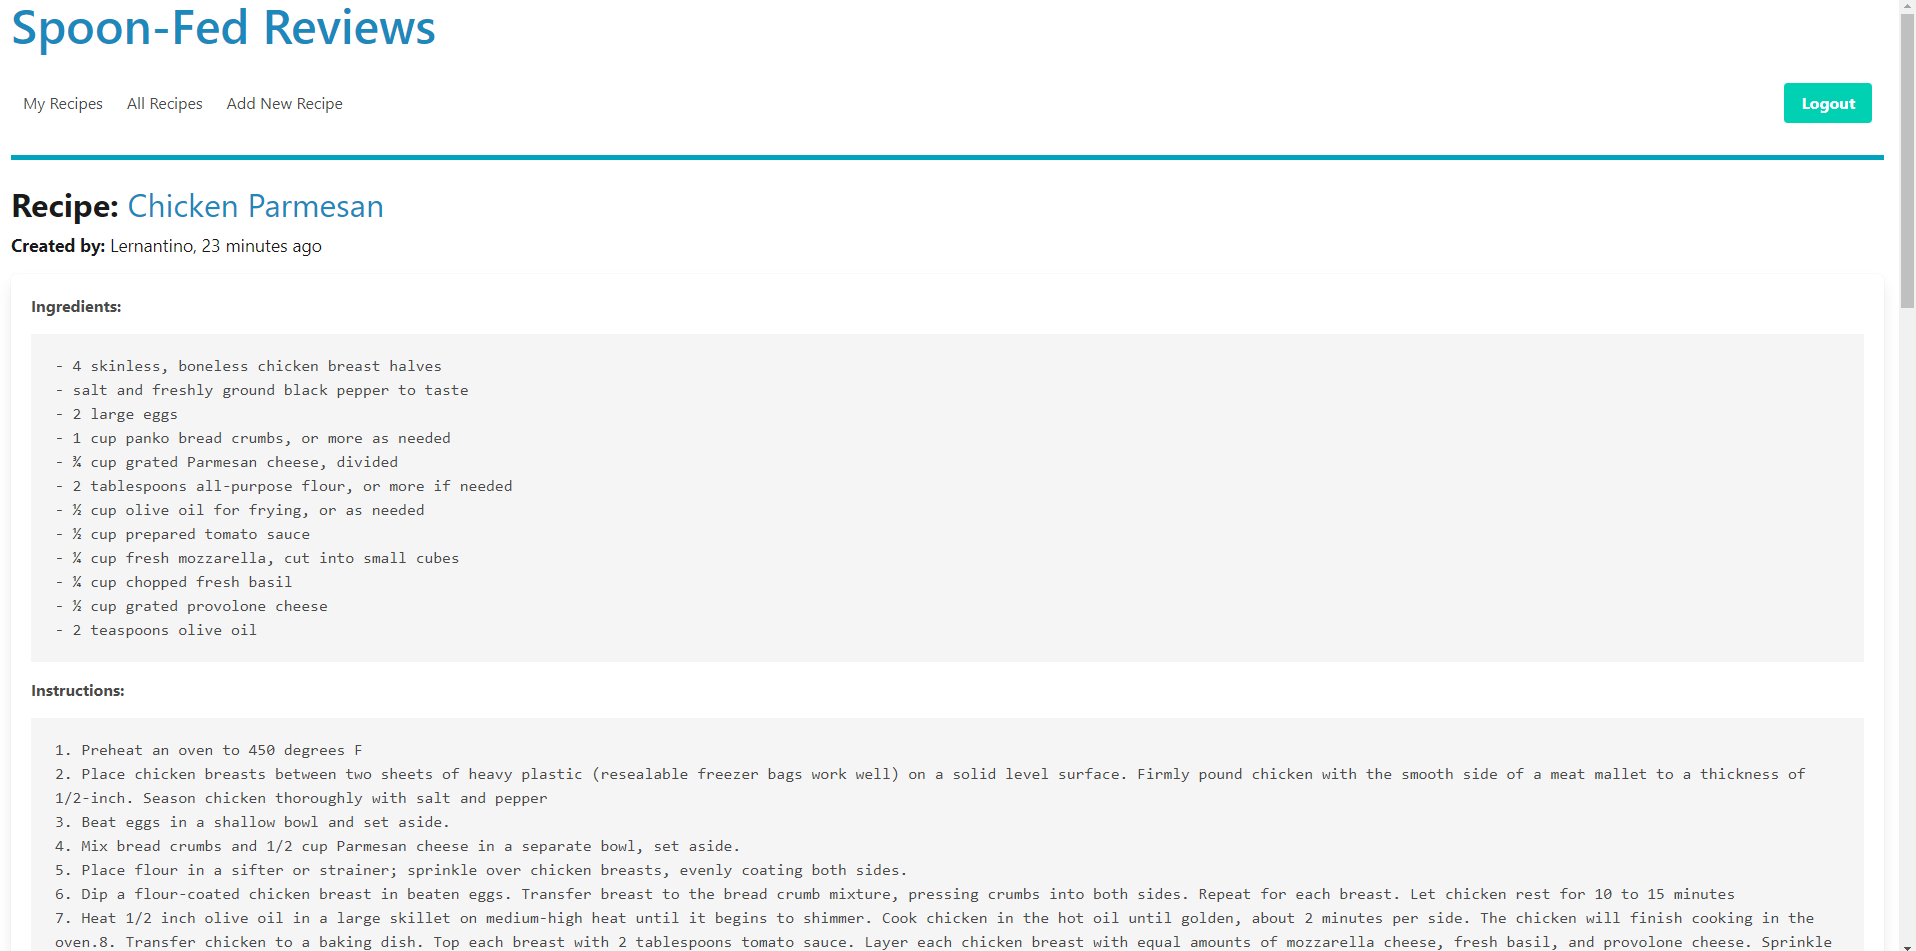 Spoon-Fed Reviews
My Recipes All Recipes Add New Recipe Logout
Recipe: Chicken Parmesan
Created by: Lernantino, 23 minutes ago
Ingredients:
- 4 skinless, boneless chicken breast halves
- salt and freshly ground black pepper to taste
- 2 large eggs
- 1 cup panko bread crumbs, or more as needed
- ¾ cup grated Parmesan cheese, divided
- 2 tablespoons all-purpose flour, or more if needed
- ½ cup olive oil for frying, or as needed
- ½ cup prepared tomato sauce
- ¼ cup fresh mozzarella, cut into small cubes
- ¼ cup chopped fresh basil
- ½ cup grated provolone cheese
- 2 teaspoons olive oil
Instructions:
1. Preheat an oven to 450 degrees F
2. Place chicken breasts between two sheets of heavy plastic (resealable freezer bags work well) on a solid level surface. Firmly pound chicken with the smooth side of a meat mallet to a thickness of
1/2-inch. Season chicken thoroughly with salt and pepper
3. Beat eggs in a shallow bowl and set aside.
4. Mix bread crumbs and 1/2 cup Parmesan cheese in a separate bowl, set aside.
5. Place flour in a sifter or strainer; sprinkle over chicken breasts, evenly coating both sides.
6. Dip a flour-coated chicken breast in beaten eggs. Transfer breast to the bread crumb mixture, pressing crumbs into both sides. Repeat for each breast. Let chicken rest for 10 to 15 minutes
7. Heat 1/2 inch olive oil in a large skillet on medium-high heat until it begins to shimmer. Cook chicken in the hot oil until golden, about 2 minutes per side. The chicken will finish cooking in the
oven.8. Transfer chicken to a baking dish. Top each breast with 2 tablespoons tomato sauce. Layer each chicken breast with equal amounts of mozzarella cheese, fresh basil, and provolone cheese. Sprinkle